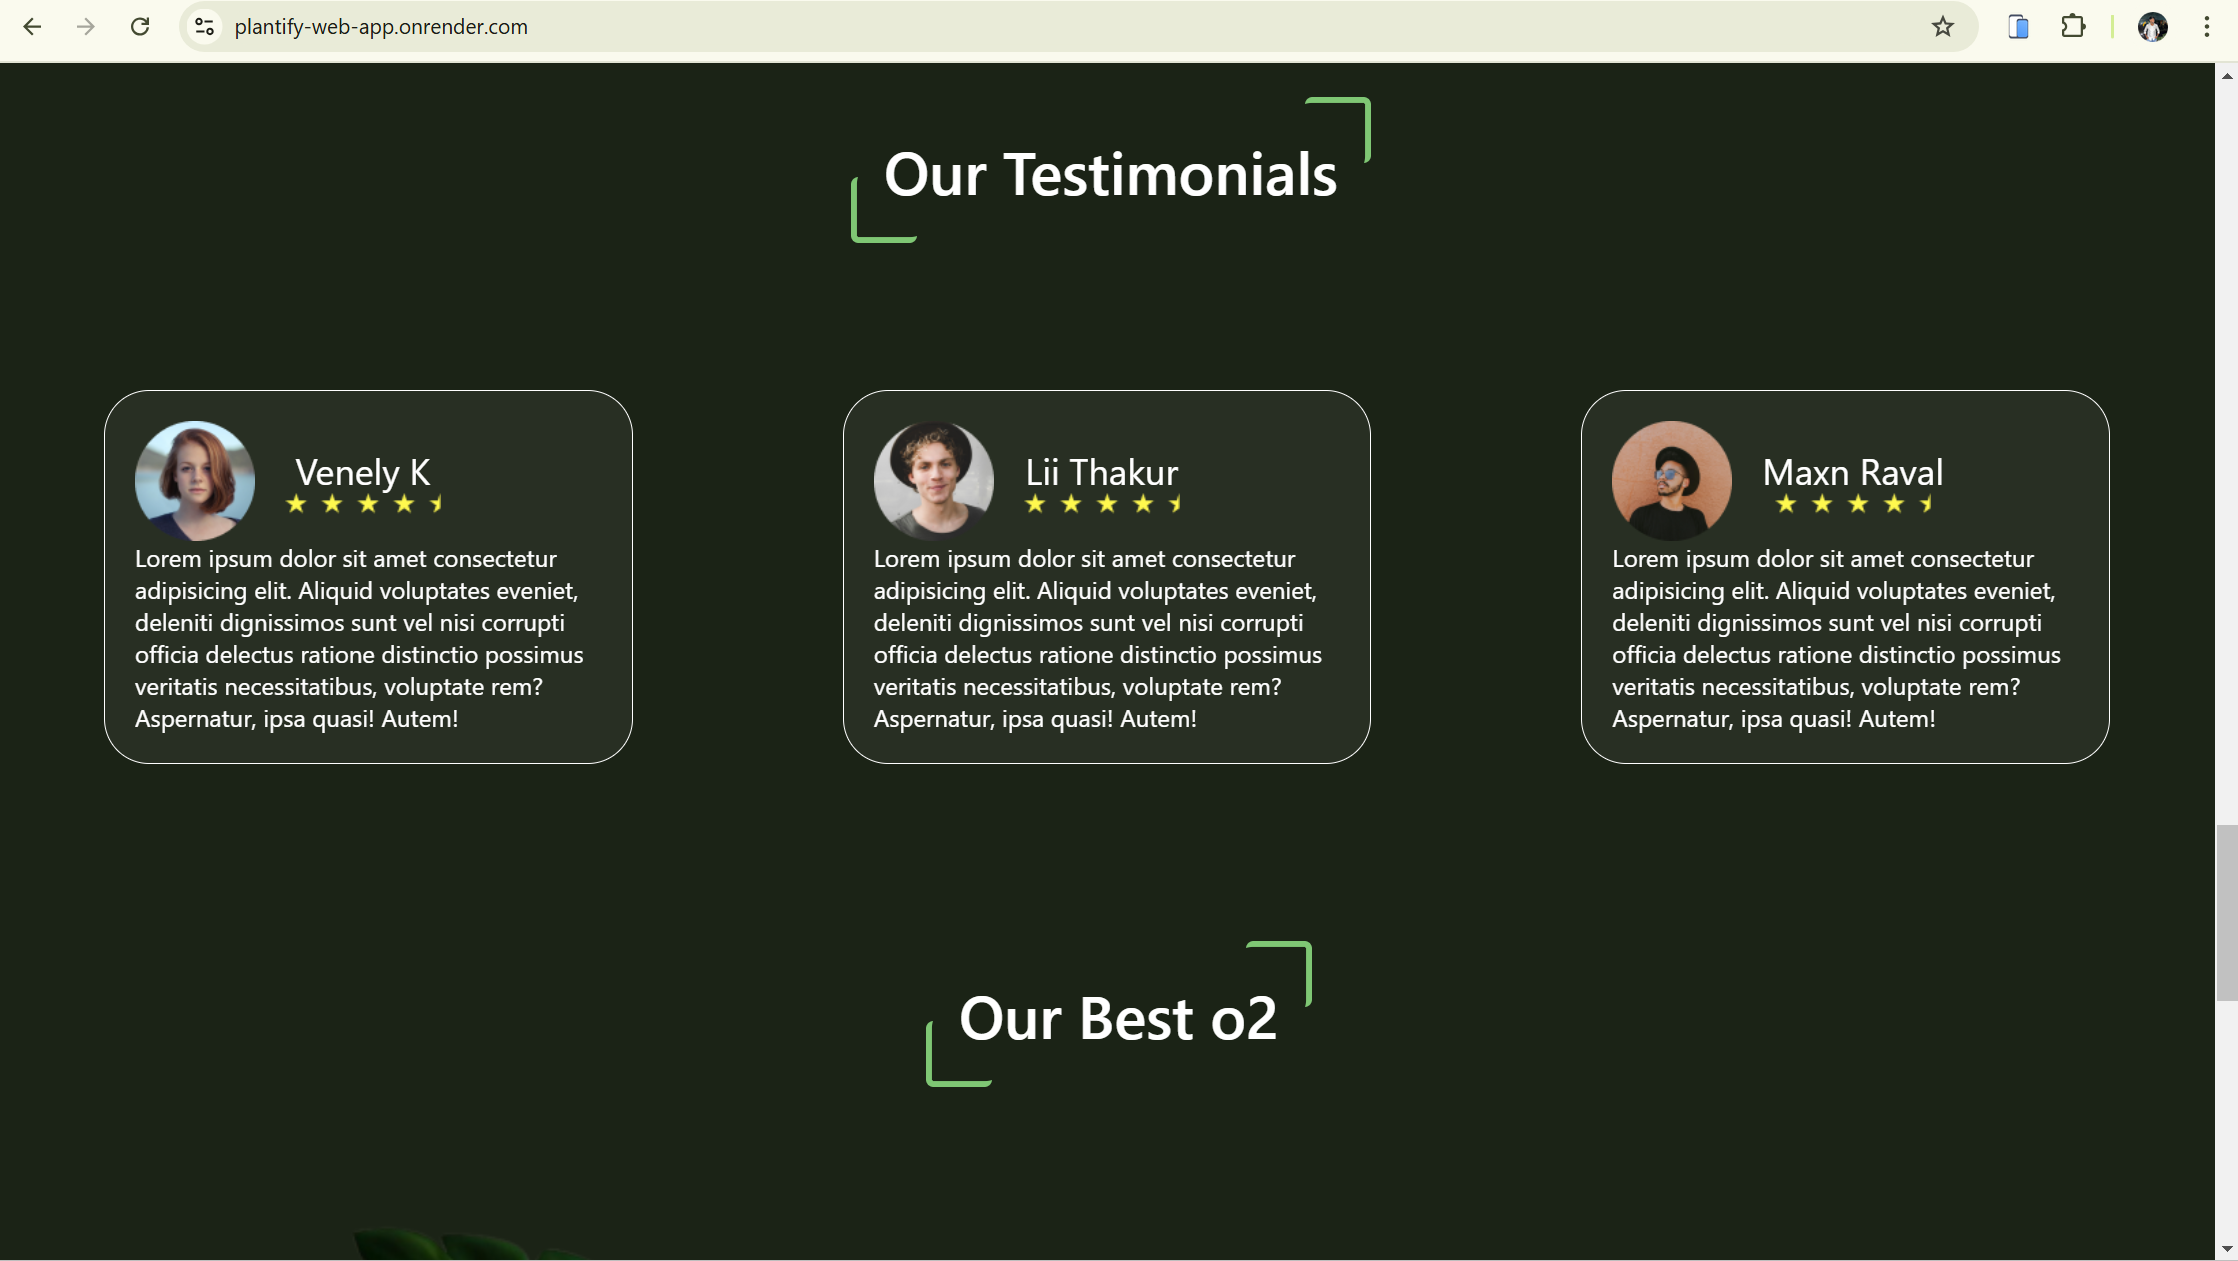 plantify-web-app.onrender.com
Our Testimonials
Venely K
Lorem ipsum dolor sit amet consectetur
adipisicing elit. Aliquid voluptates eveniet,
deleniti dignissimos sunt vel nisi corrupti
officia delectus ratione distinctio possimus
veritatis necessitatibus, voluptate rem?
Aspernatur, ipsa quasi! Autem!
Lii Thakur
Lorem ipsum dolor sit amet consectetur
adipisicing elit. Aliquid voluptates eveniet,
deleniti dignissimos sunt vel nisi corrupti
officia delectus ratione distinctio possimus
veritatis necessitatibus, voluptate rem?
Aspernatur, ipsa quasi! Autem!
Maxn Raval
Lorem ipsum dolor sit amet consectetur
adipisicing elit. Aliquid voluptates eveniet,
deleniti dignissimos sunt vel nisi corrupti
officia delectus ratione distinctio possimus
veritatis necessitatibus, voluptate rem?
Aspernatur, ipsa quasi! Autem!
Our Best o2